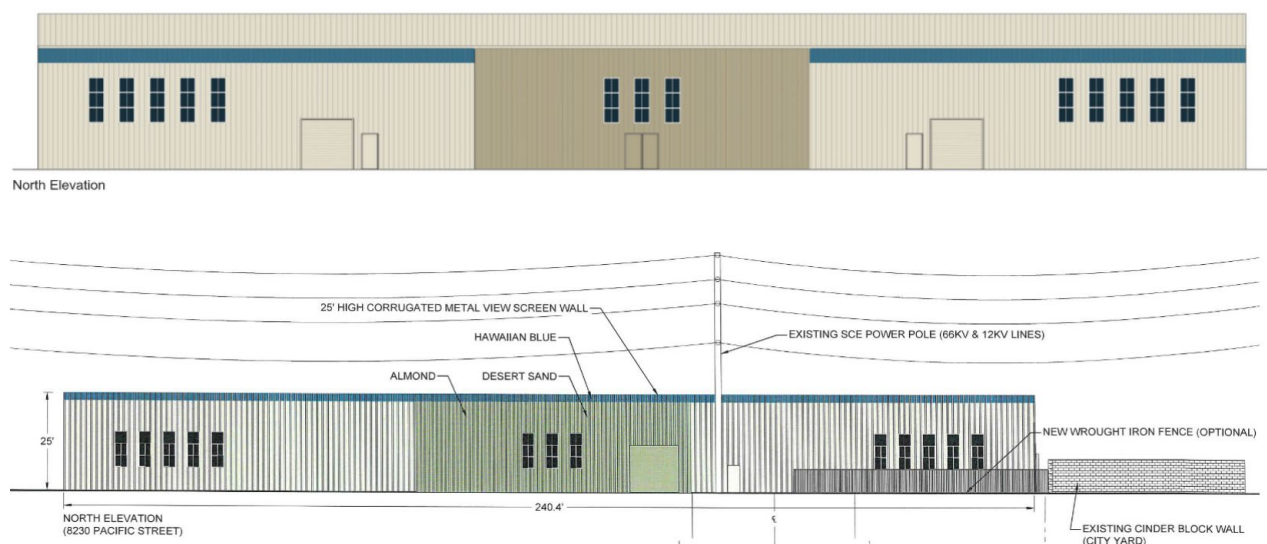 North Elevation
25' HIGH CORRUGATED METAL VIEW SCREEN WALL
EXISTING SCE POWER POLE (66KV & 12KV LINES)
HAWAIIAN BLUE
ALMOND
DESERT SAND
25'
NEW WROUGHT IRON FENCE (OPTIONAL)
240.4'
NORTH ELEVATION
(8230 PACIFIC STREET)
EXISTING CINDER BLOCK WALL
(CITY YARD)